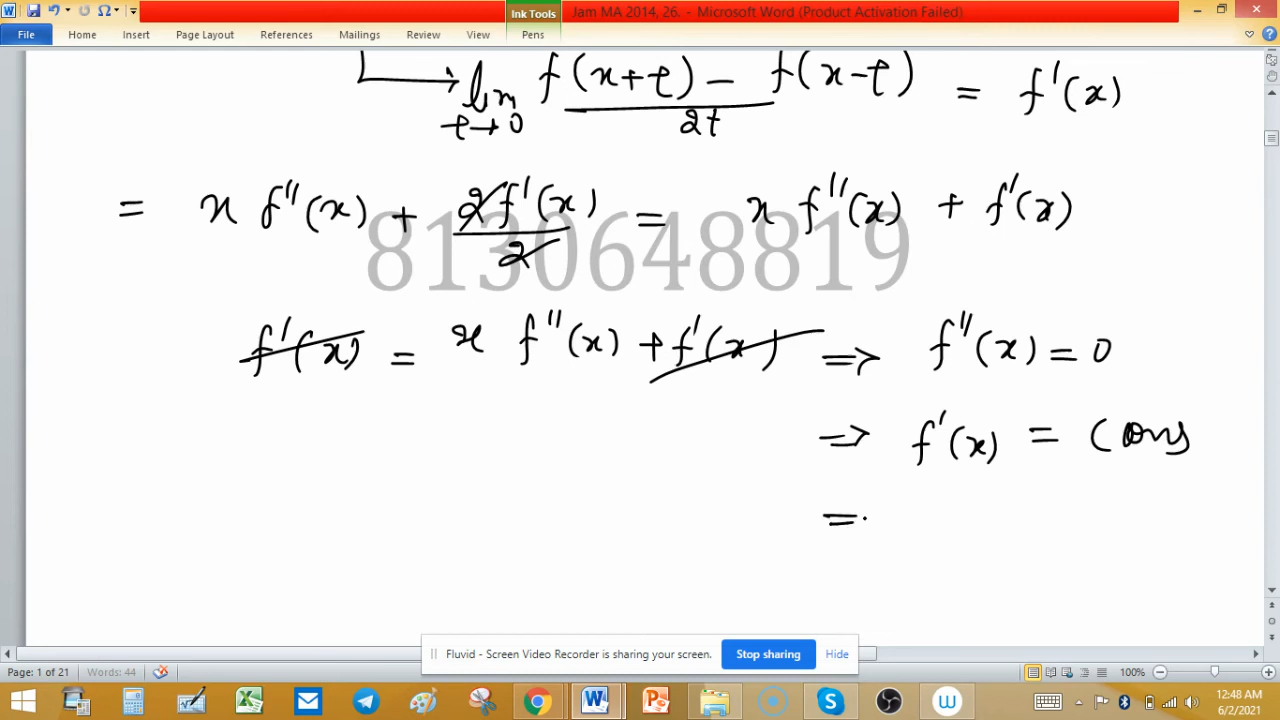 Jam MA 2014, 26. - Microsoft Word (Product Activation Failed)
Ink Tools
File Home Insert Page Layout References Mailings Review View Pens
lim t→0 f(x+t) - f(x-t) / 2t = f'(x)
= x f''(x) + 2f'(x) / 2 = x f''(x) + f'(x)
8130648819
f'(x) = x f''(x) + f'(x) => f''(x) = 0
=> f'(x) = Cons
=
Fluvid - Screen Video Recorder is sharing your screen. Stop sharing Hide
Page: 1 of 21 Words: 44 100%
12:48 AM
6/2/2021